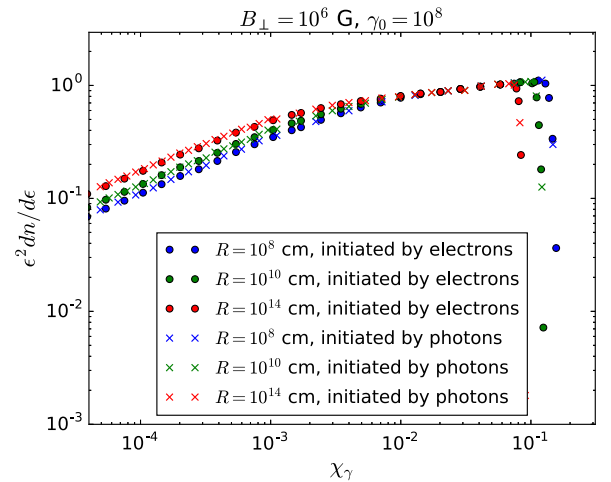 B⊥ = 10⁶ G, γ₀ = 10⁸
ϵ² dn/dϵ
10⁰
10⁻¹
10⁻²
10⁻³
R = 10⁸ cm, initiated by electrons
R = 10¹⁰ cm, initiated by electrons
R = 10¹⁴ cm, initiated by electrons
R = 10⁸ cm, initiated by photons
R = 10¹⁰ cm, initiated by photons
R = 10¹⁴ cm, initiated by photons
10⁻⁴ 10⁻³ 10⁻² 10⁻¹
χᵧ